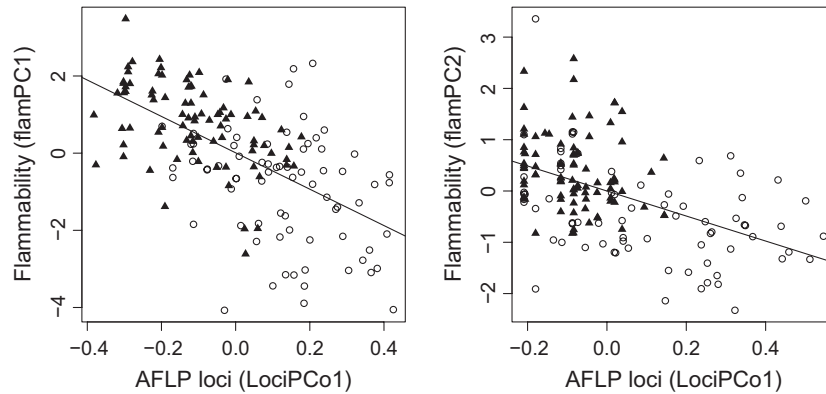 Flammability (flamPC1)
2
0
−2
−4
−0.4 −0.2 0.0 0.2 0.4
AFLP loci (LociPCo1)
Flammability (flamPC2)
3
2
1
0
−1
−2
−0.2 0.0 0.2 0.4
AFLP loci (LociPCo1)